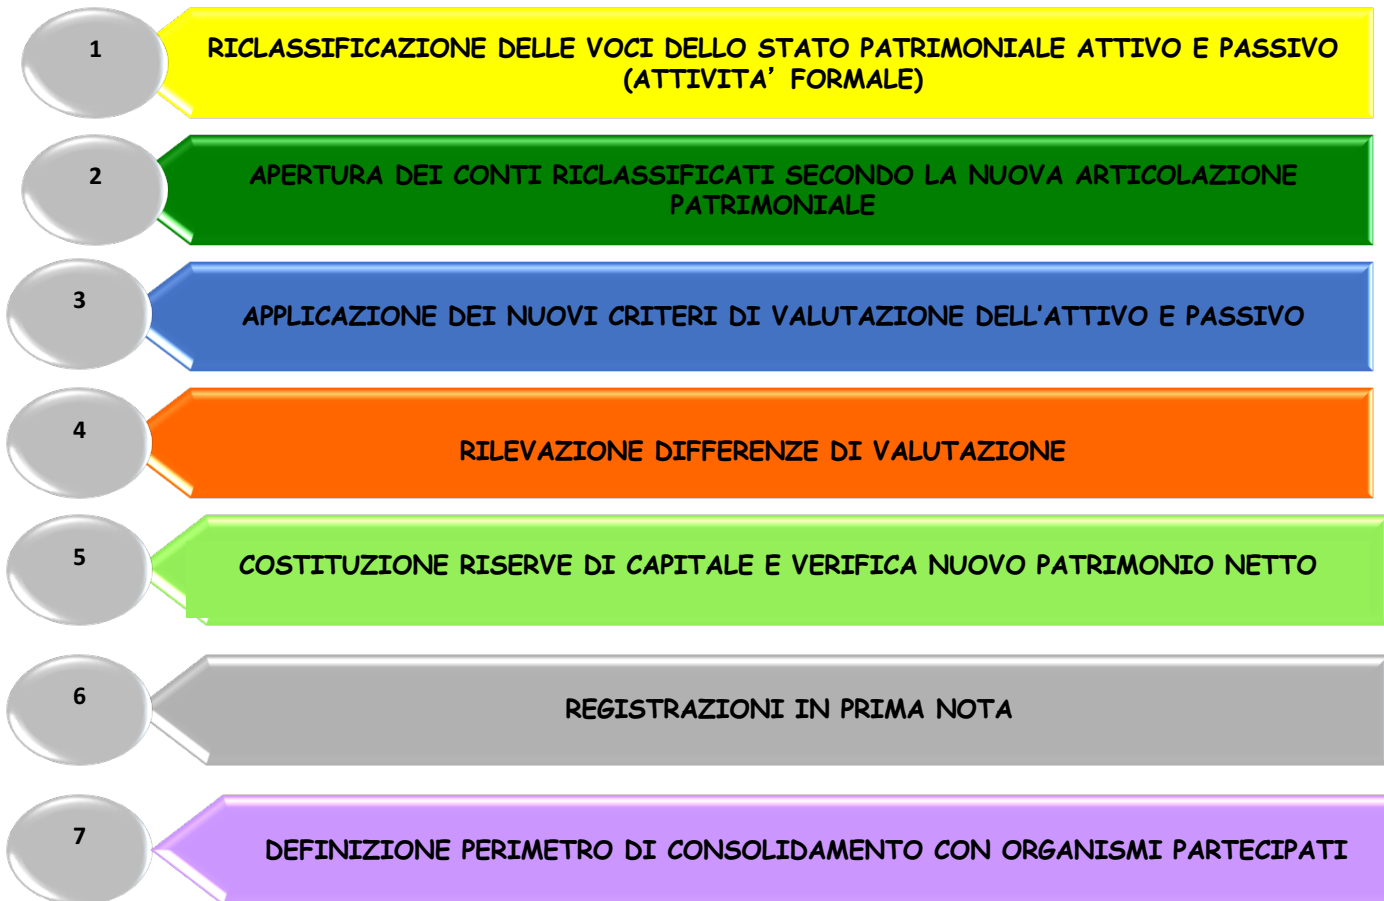 1
RICLASSIFICAZIONE DELLE VOCI DELLO STATO PATRIMONIALE ATTIVO E PASSIVO
(ATTIVITA’ FORMALE)
2
APERTURA DEI CONTI RICLASSIFICATI SECONDO LA NUOVA ARTICOLAZIONE
PATRIMONIALE
3
APPLICAZIONE DEI NUOVI CRITERI DI VALUTAZIONE DELL’ATTIVO E PASSIVO
4
RILEVAZIONE DIFFERENZE DI VALUTAZIONE
5
COSTITUZIONE RISERVE DI CAPITALE E VERIFICA NUOVO PATRIMONIO NETTO
6
REGISTRAZIONI IN PRIMA NOTA
7
DEFINIZIONE PERIMETRO DI CONSOLIDAMENTO CON ORGANISMI PARTECIPATI